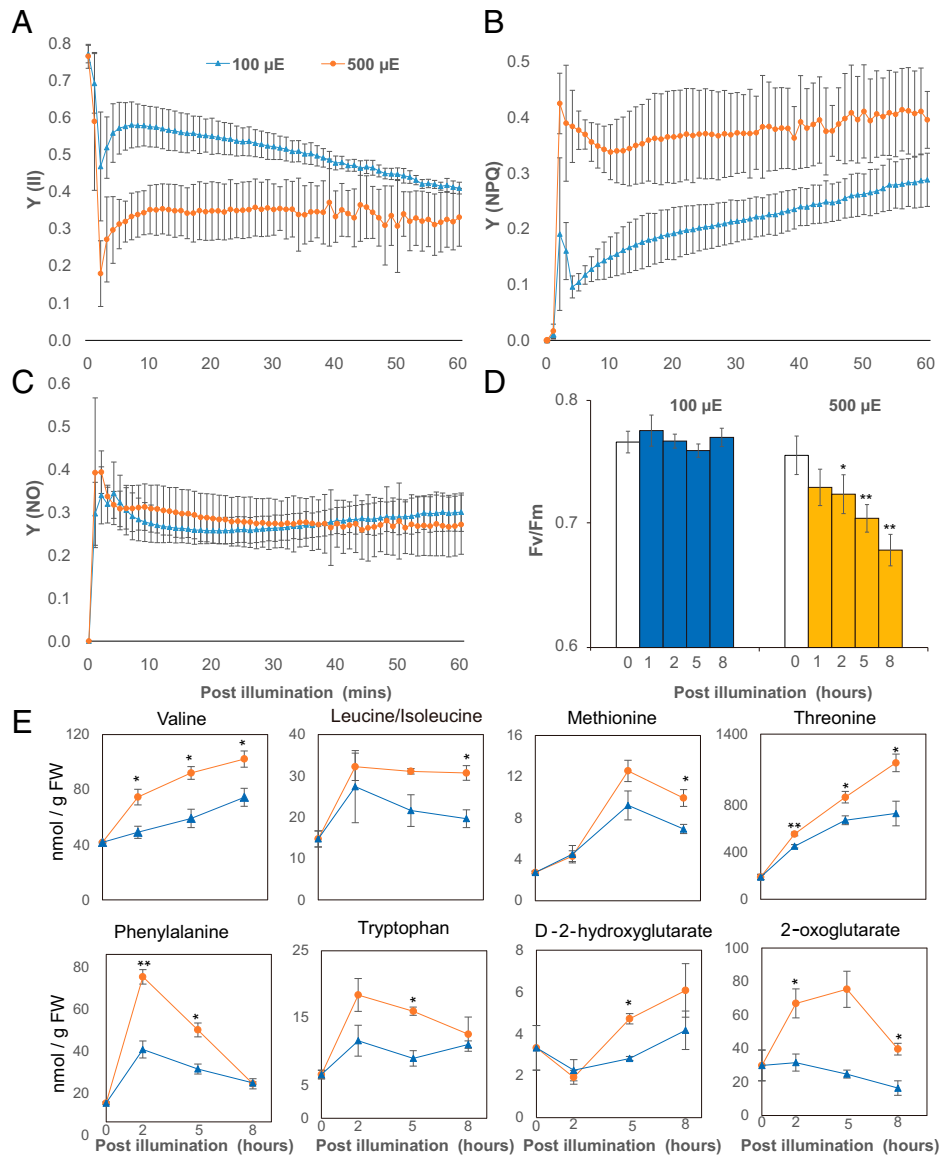 A
Y (II)
0.8
0.7
0.6
0.5
0.4
0.3
0.2
0.1
0.0
100 µE
500 µE
0 10 20 30 40 50 60
B
Y (NPQ)
0.5
0.4
0.3
0.2
0.1
0.0
0 10 20 30 40 50 60
C
Y (NO)
0.6
0.5
0.4
0.3
0.2
0.1
0.0
0 10 20 30 40 50 60
Post illumination (mins)
D
Fv/Fm
0.8
0.7
0.6
100 µE 500 µE
* ** **
0 1 2 5 8 0 1 2 5 8
Post illumination (hours)
E
Valine
nmol / g FW
120
80
40
0
* * *
Leucine/Isoleucine
40
30
20
10
0
*
Methionine
16
12
8
4
0
*
Threonine
1400
800
400
0
** * *
Phenylalanine
nmol / g FW
80
60
40
20
0
** *
0 2 5 8
Post illumination (hours)
Tryptophan
25
15
10
5
0
*
0 2 5 8
Post illumination (hours)
D-2-hydroxyglutarate
8
6
4
2
0
*
0 2 5 8
Post illumination (hours)
2-oxoglutarate
100
80
60
40
20
0
* *
0 2 5 8
Post illumination (hours)